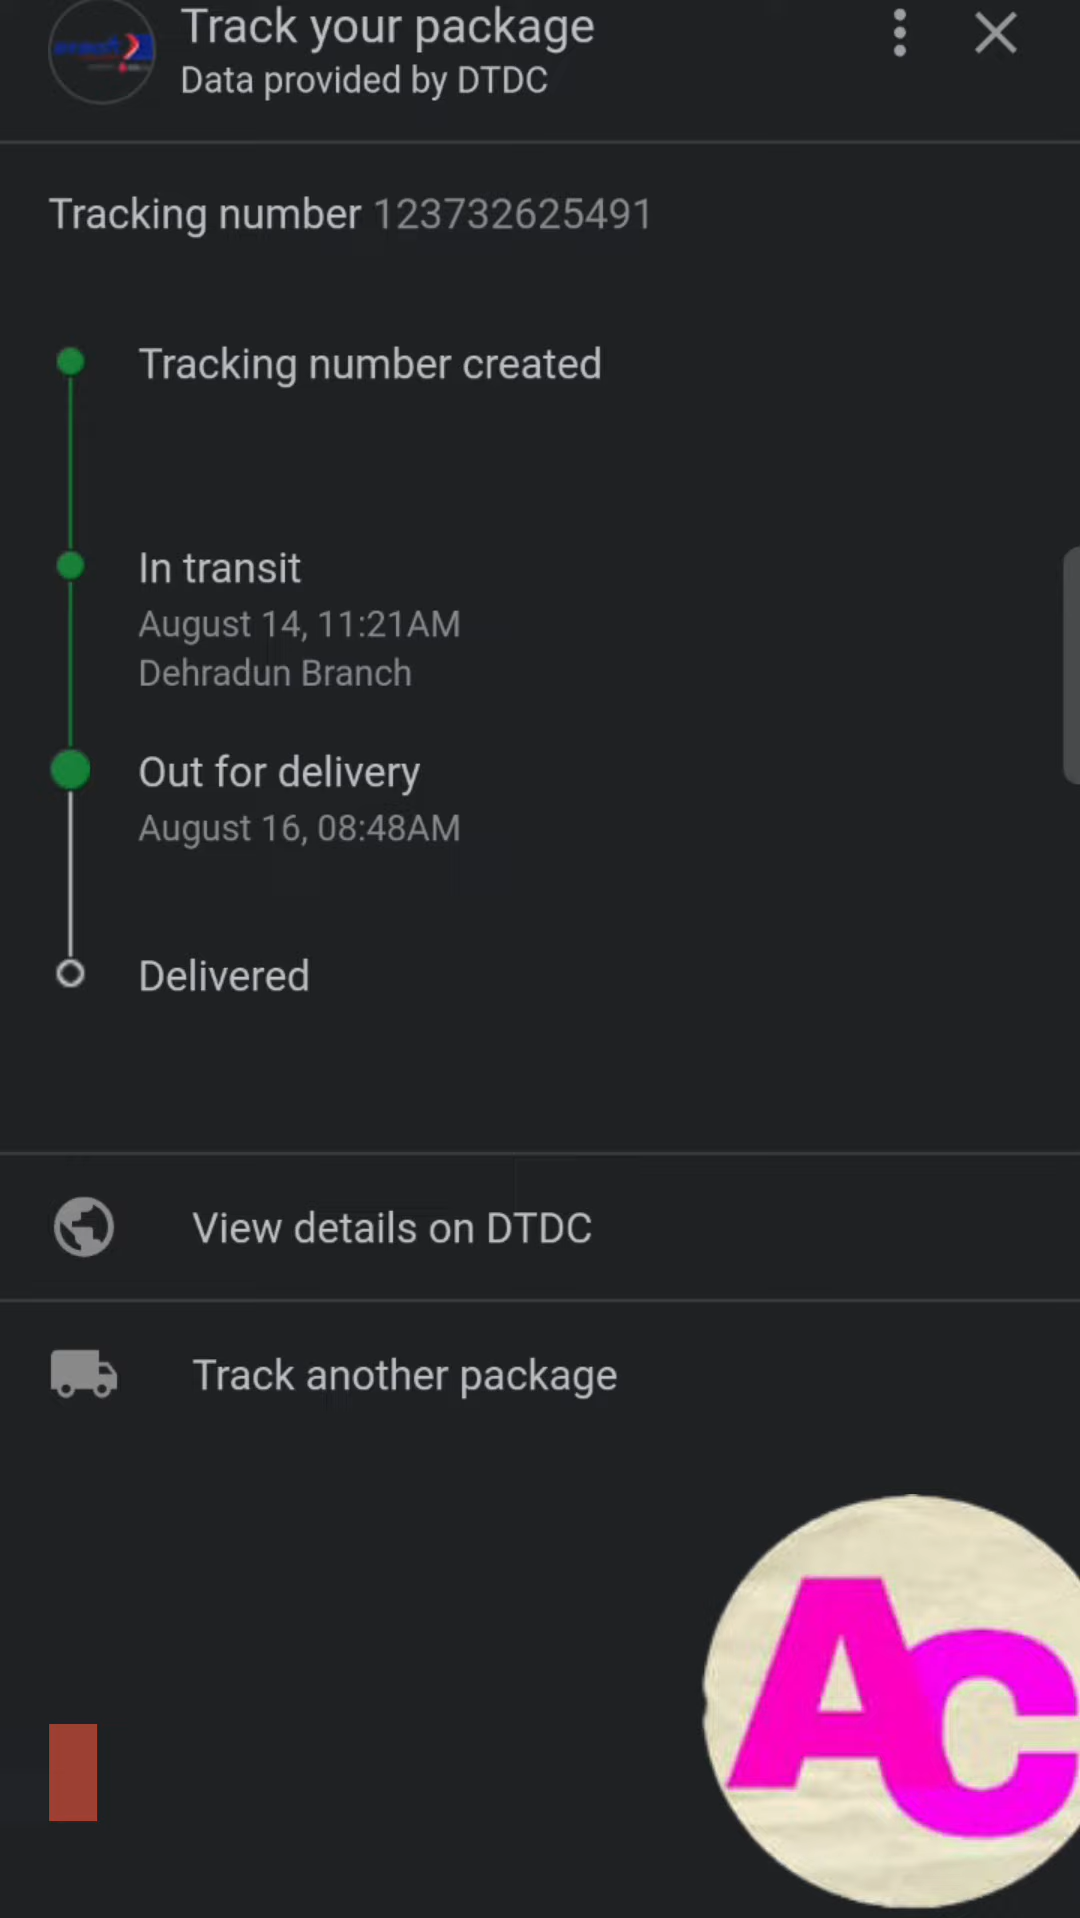 Track your package
Data provided by DTDC
Tracking number 123732625491
Tracking number created
In transit
August 14, 11:21AM
Dehradun Branch
Out for delivery
August 16, 08:48AM
Delivered
View details on DTDC
Track another package
AC